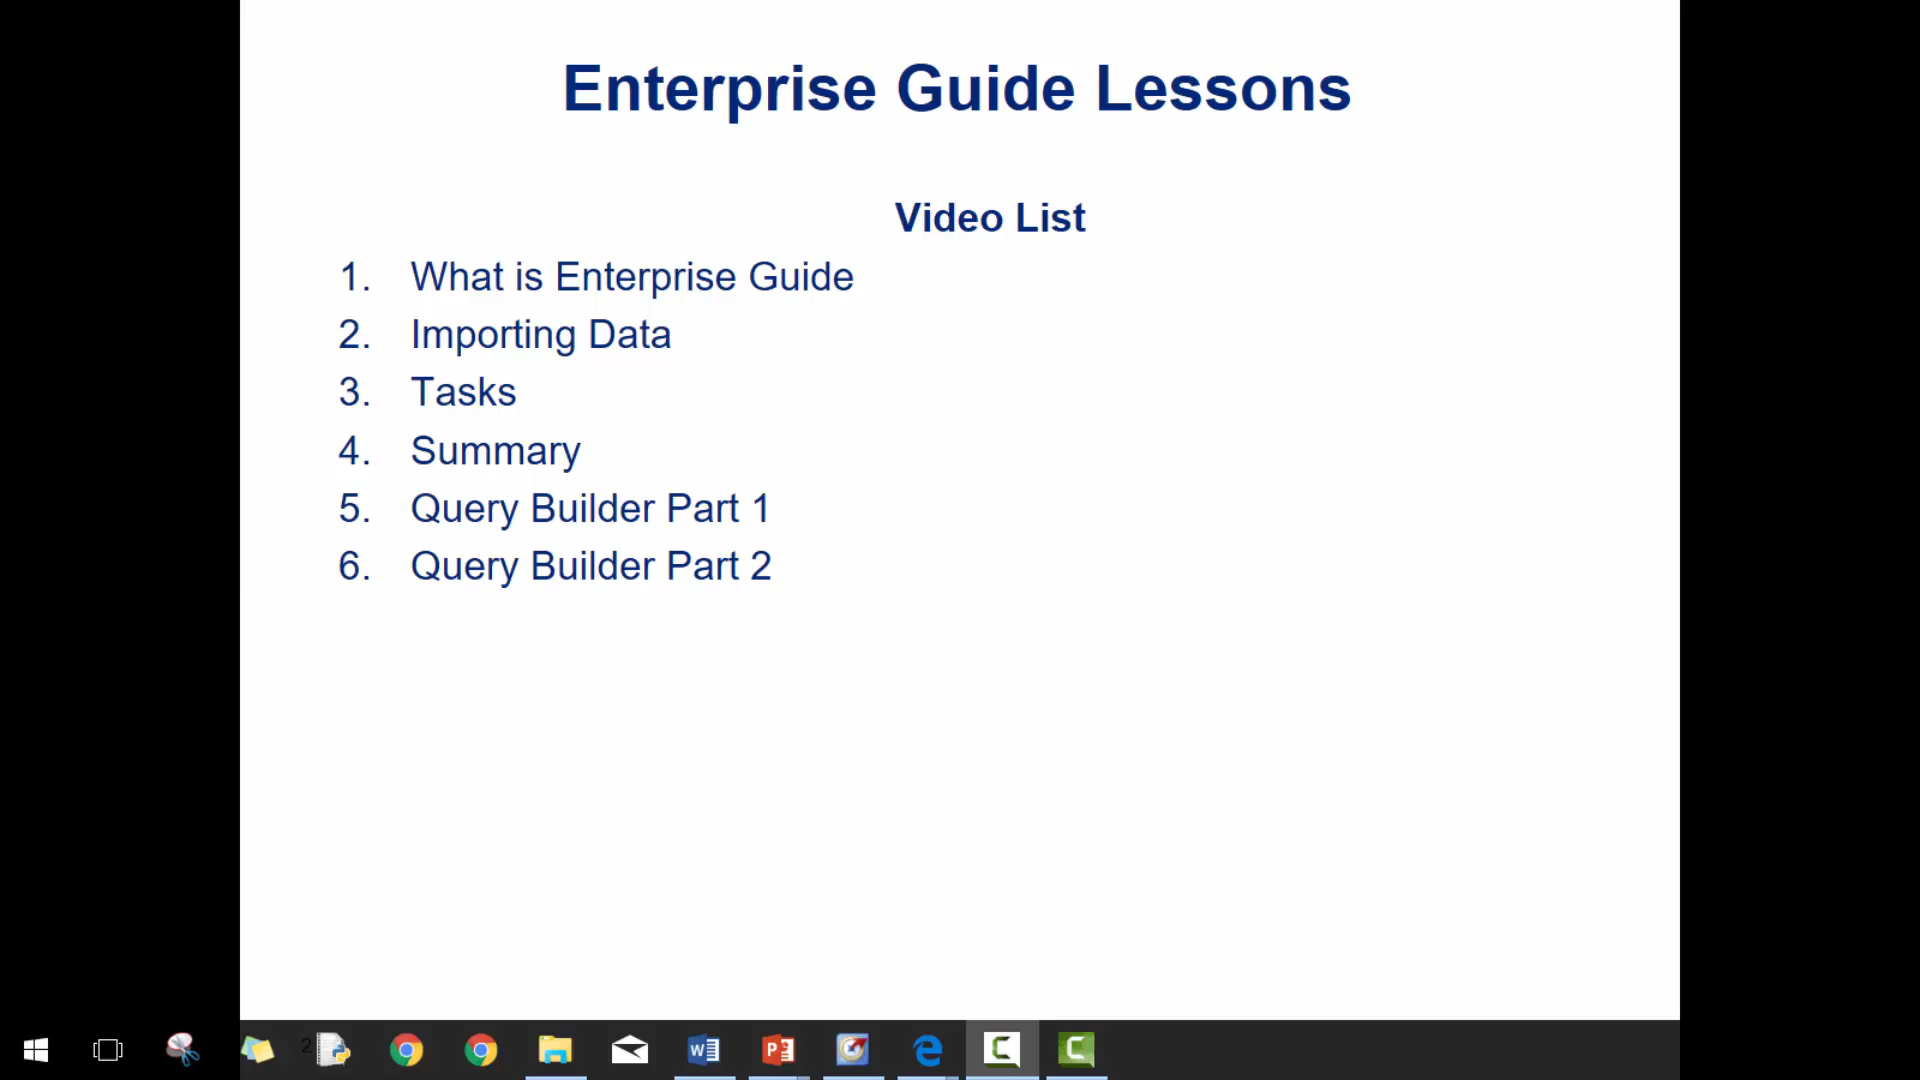 Enterprise Guide Lessons
Video List
1. What is Enterprise Guide
2. Importing Data
3. Tasks
4. Summary
5. Query Builder Part 1
6. Query Builder Part 2
2